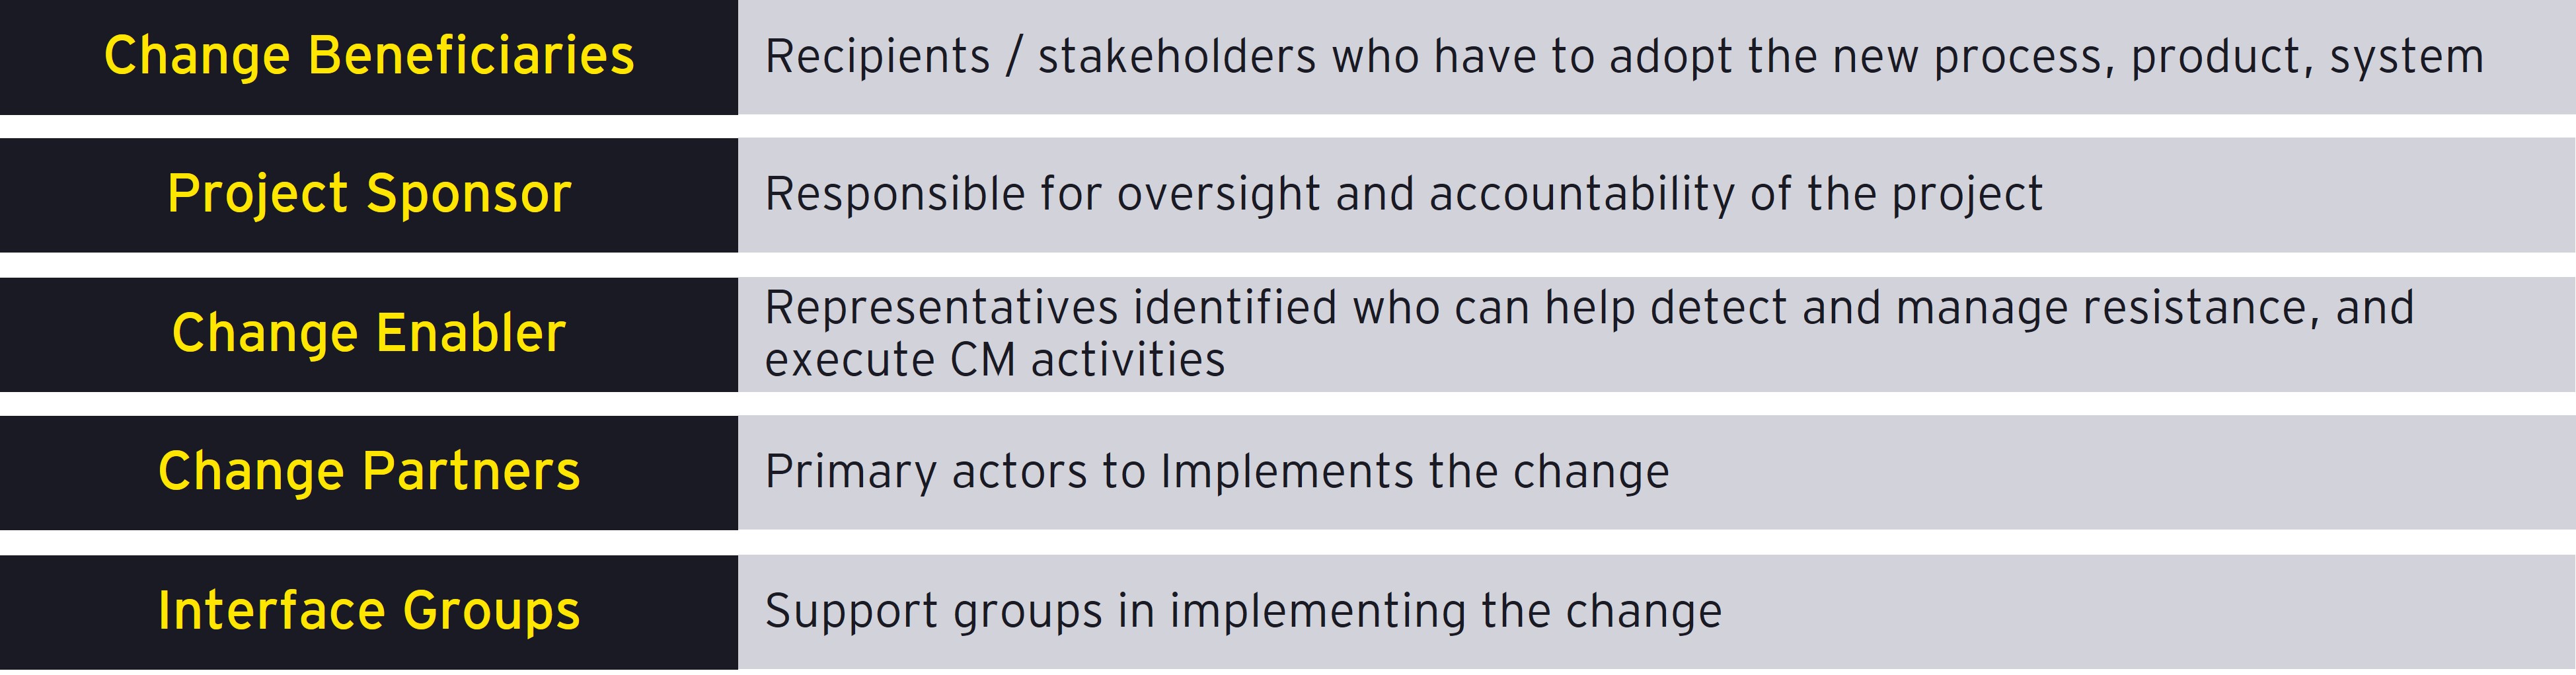 Change Beneficiaries
Recipients / stakeholders who have to adopt the new process, product, system
Project Sponsor
Responsible for oversight and accountability of the project
Change Enabler
Representatives identified who can help detect and manage resistance, and
execute CM activities
Change Partners
Primary actors to Implements the change
Interface Groups
Support groups in implementing the change